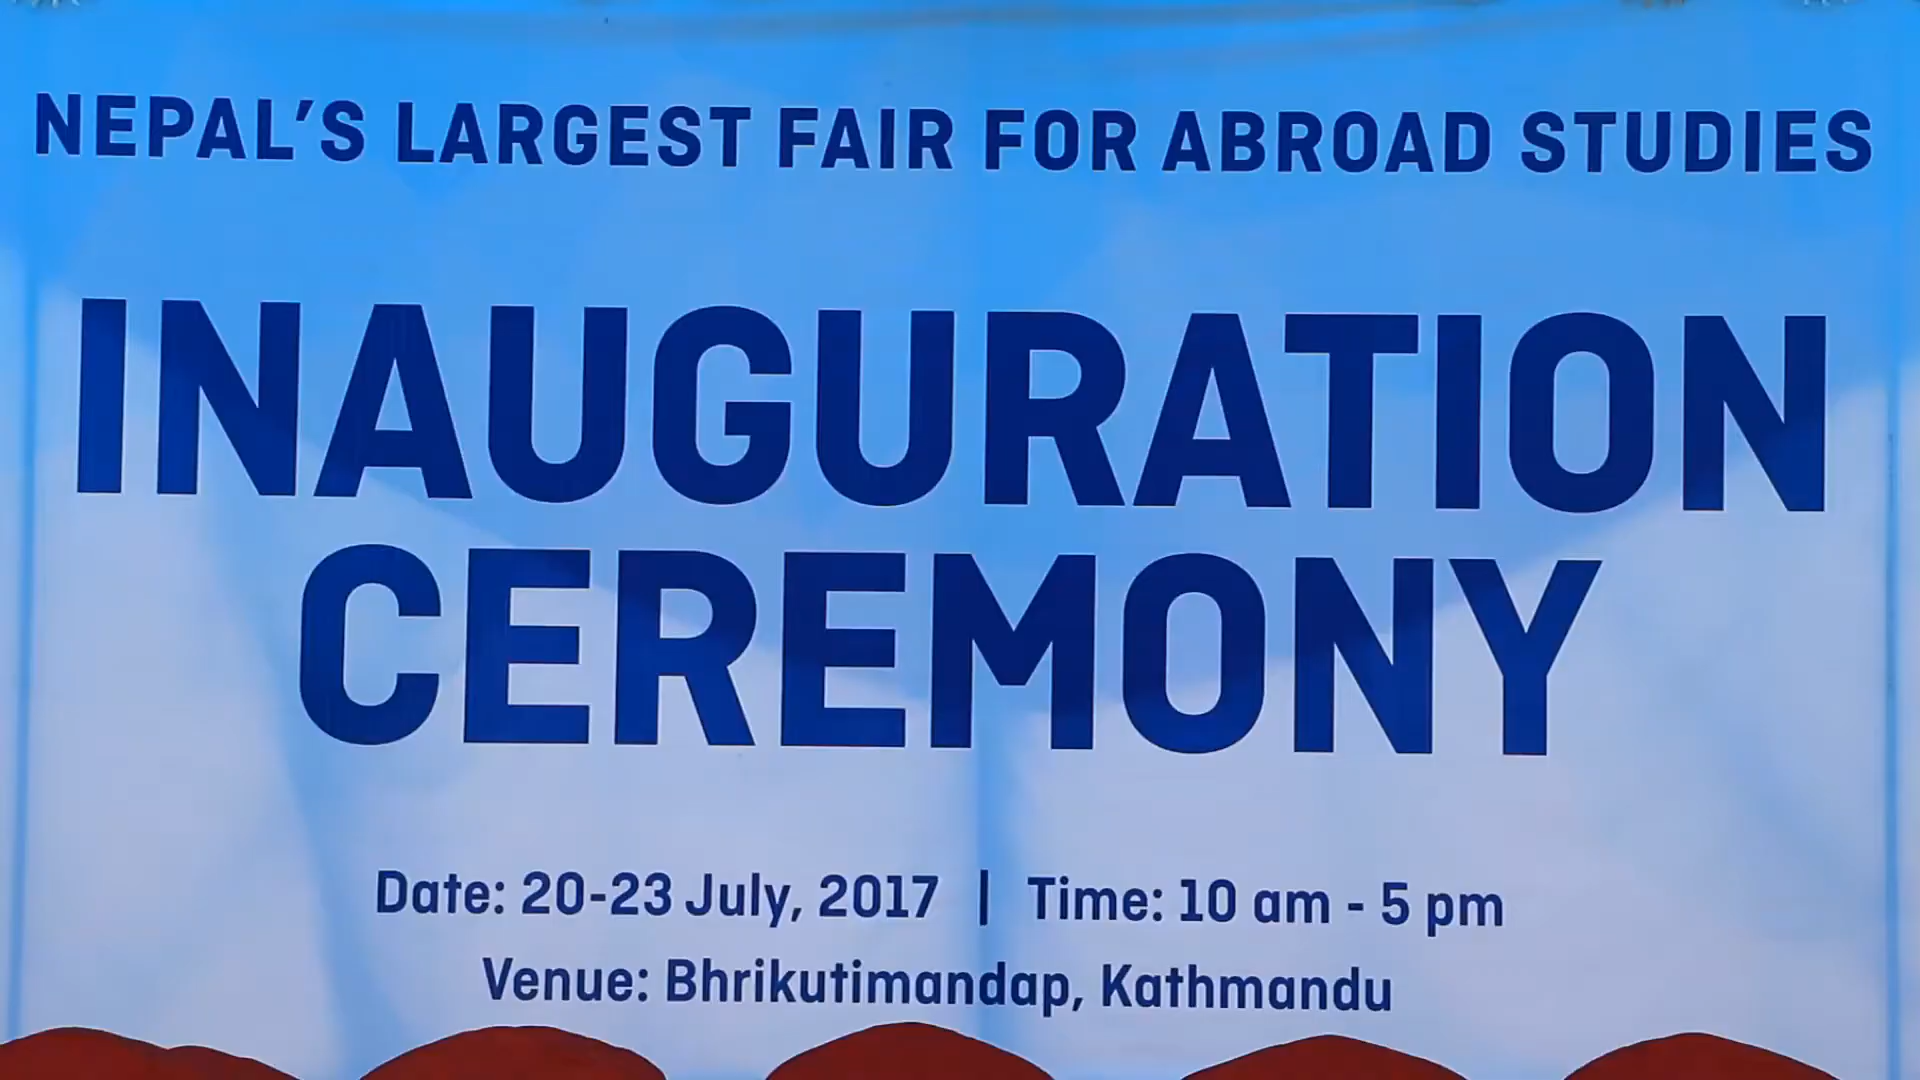 NEPAL'S LARGEST FAIR FOR ABROAD STUDIES
INAUGURATION
CEREMONY
Date: 20-23 July, 2017 | Time: 10 am - 5 pm
Venue: Bhrikutimandap, Kathmandu